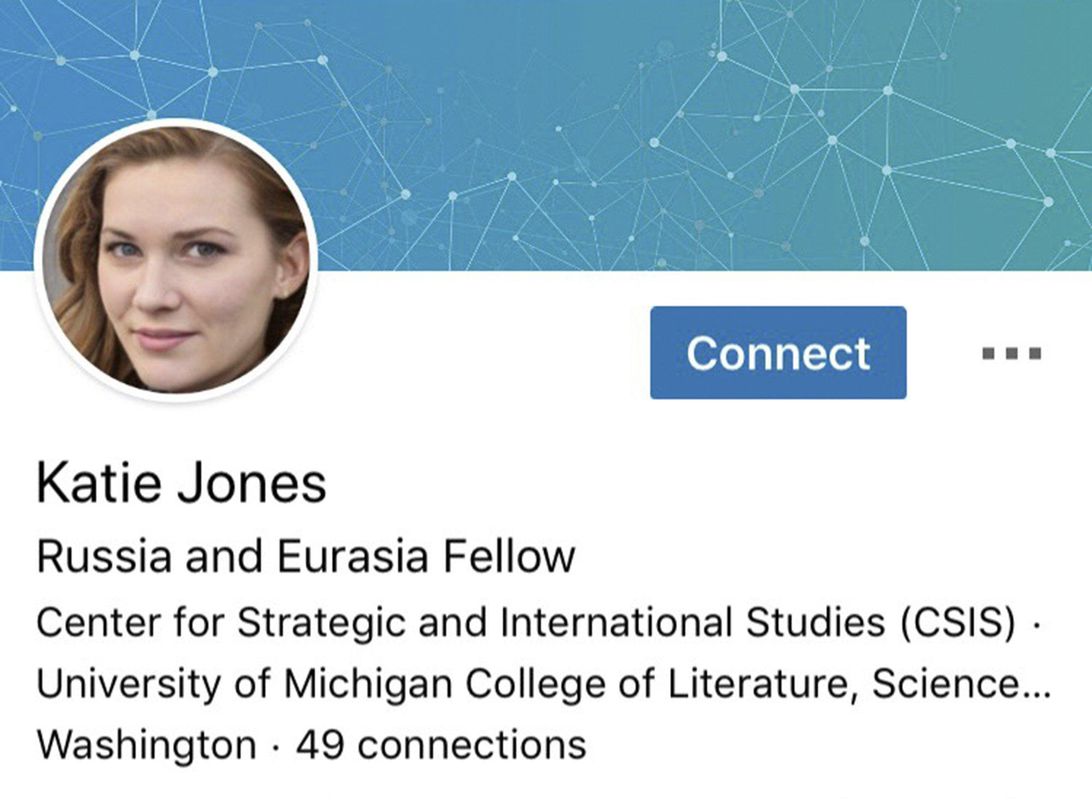 Connect
Katie Jones
Russia and Eurasia Fellow
Center for Strategic and International Studies (CSIS) ·
University of Michigan College of Literature, Science...
Washington · 49 connections